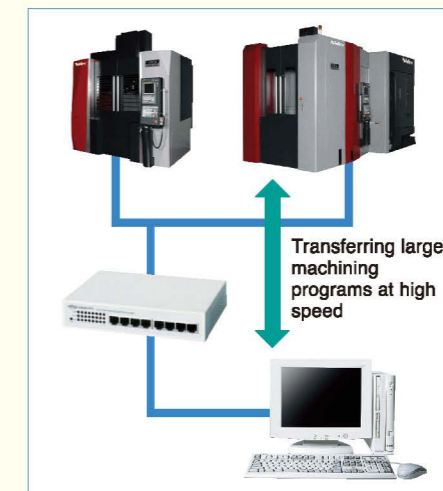 Transferring large
machining
programs at high
speed